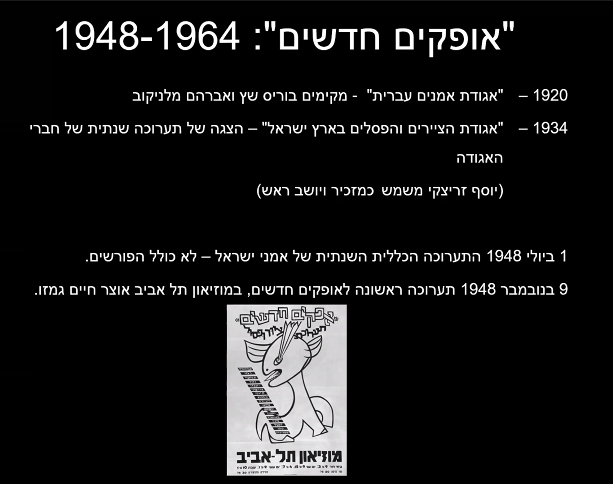 "אופקים חדשים": 1948-1964
1920 – "אגודת אמנים עברית" - מקימים בוריס שץ ואברהם מלניקוב
1934 – "אגודת הציירים והפסלים בארץ ישראל" – הצגה של תערוכה שנתית של חברי
האגודה
(יוסף זריצקי משמש כמזכיר ויושב ראש)
1 ביולי 1948 התערוכה הכללית השנתית של אמני ישראל – לא כולל הפורשים.
9 בנובמבר 1948 תערוכה ראשונה לאופקים חדשים, במוזיאון תל אביב אוצר חיים גמזו.
«אפקים חדשים»
מוזיאון תל-אביב